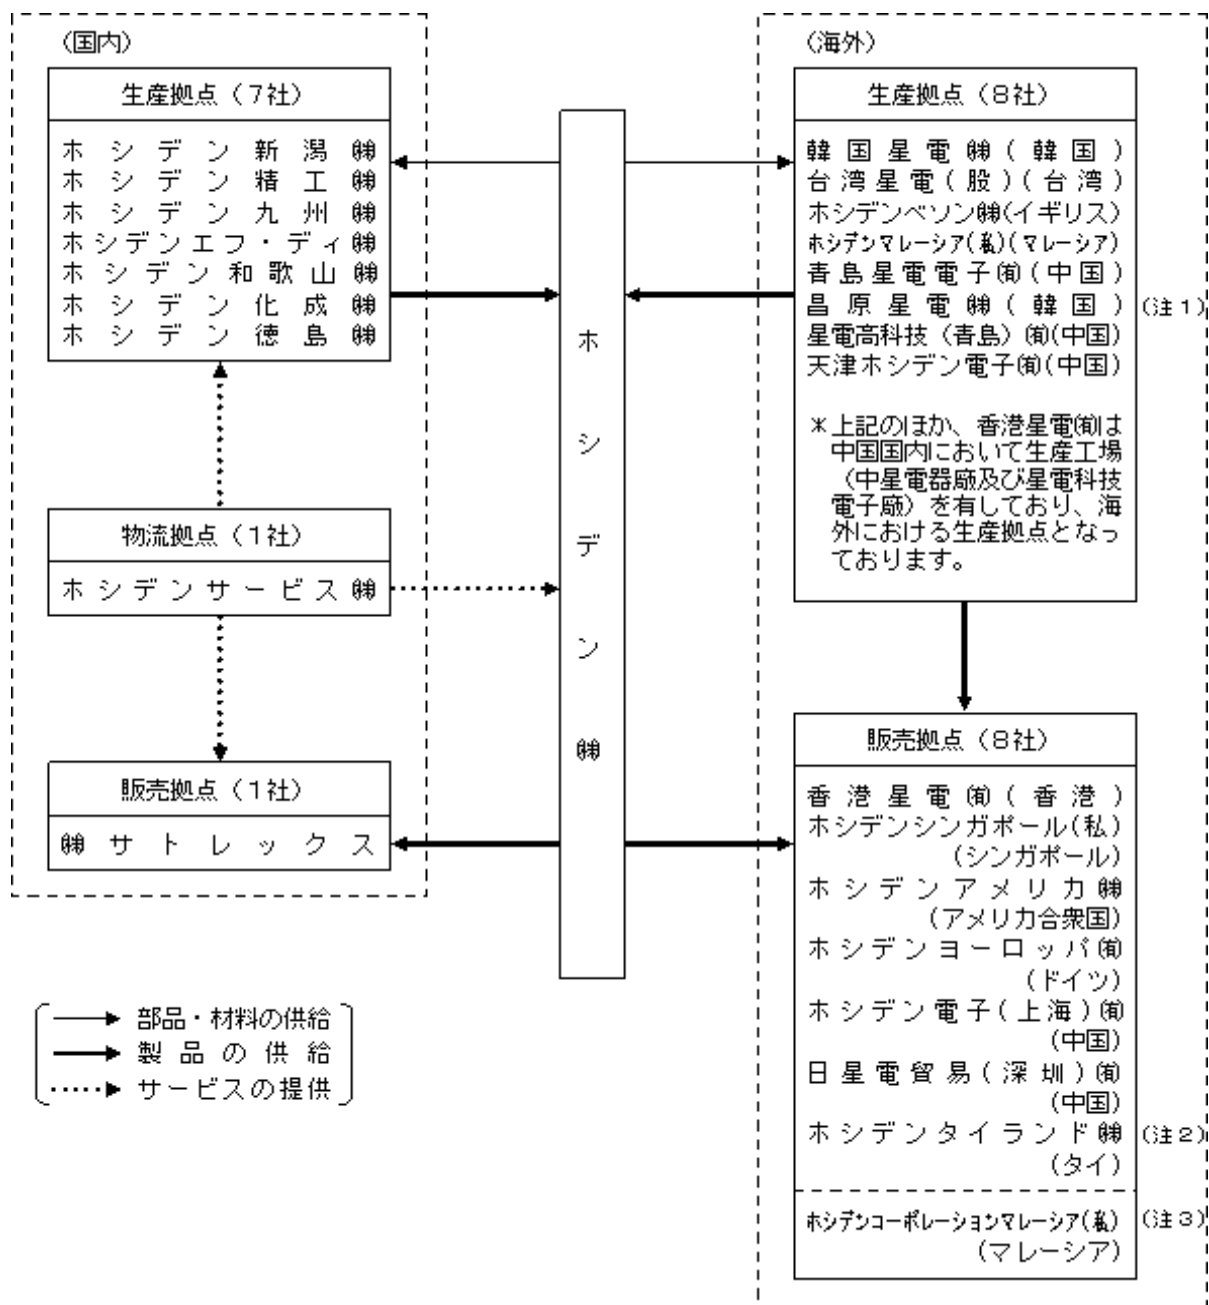 (国内)
生産拠点(7社)
ホシデン新潟㈱
ホシデン精工㈱
ホシデン九州㈱
ホシデンエフ・ディ㈱
ホシデン和歌山㈱
ホシデン化成㈱
ホシデン徳島㈱
物流拠点(1社)
ホシデンサービス㈱
販売拠点(1社)
㈱サトレックス
ホシデン㈱
(海外)
生産拠点(8社)
韓国星電㈱(韓国)
台湾星電(股)(台湾)
ホシデンベソン㈱(イギリス)
ホシデンマレーシア(私)(マレーシア)
青島星電電子㈲(中国)
昌原星電㈱(韓国) (注1)
星電高科技(青島)㈲(中国)
天津ホシデン電子㈲(中国)
*上記のほか、香港星電㈲は
中国国内において生産工場
(中星電器廠及び星電科技
電子廠)を有しており、海
外における生産拠点となっ
ております。
販売拠点(8社)
香港星電㈲(香港)
ホシデンシンガポール(私)
(シンガポール)
ホシデンアメリカ㈱
(アメリカ合衆国)
ホシデンヨーロッパ㈲
(ドイツ)
ホシデン電子(上海)㈲
(中国)
日星電貿易(深圳)㈲
(中国)
ホシデンタイランド㈱ (注2)
(タイ)
ホシデンコーポレーションマレーシア(私) (注3)
(マレーシア)
部品・材料の供給
製品の供給
サービスの提供